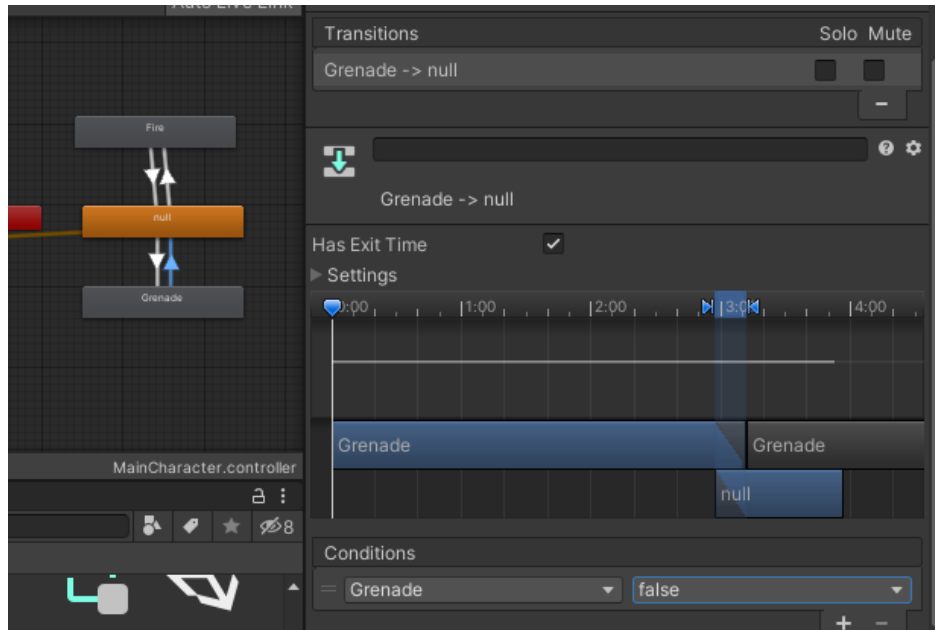 Auto Live Link
Transitions Solo Mute
Grenade -> null
Fire
null
Grenade
Grenade -> null
Has Exit Time
Settings
0:00 1:00 2:00 3:00 4:00
Grenade Grenade
null
MainCharacter.controller
8
Conditions
Grenade false